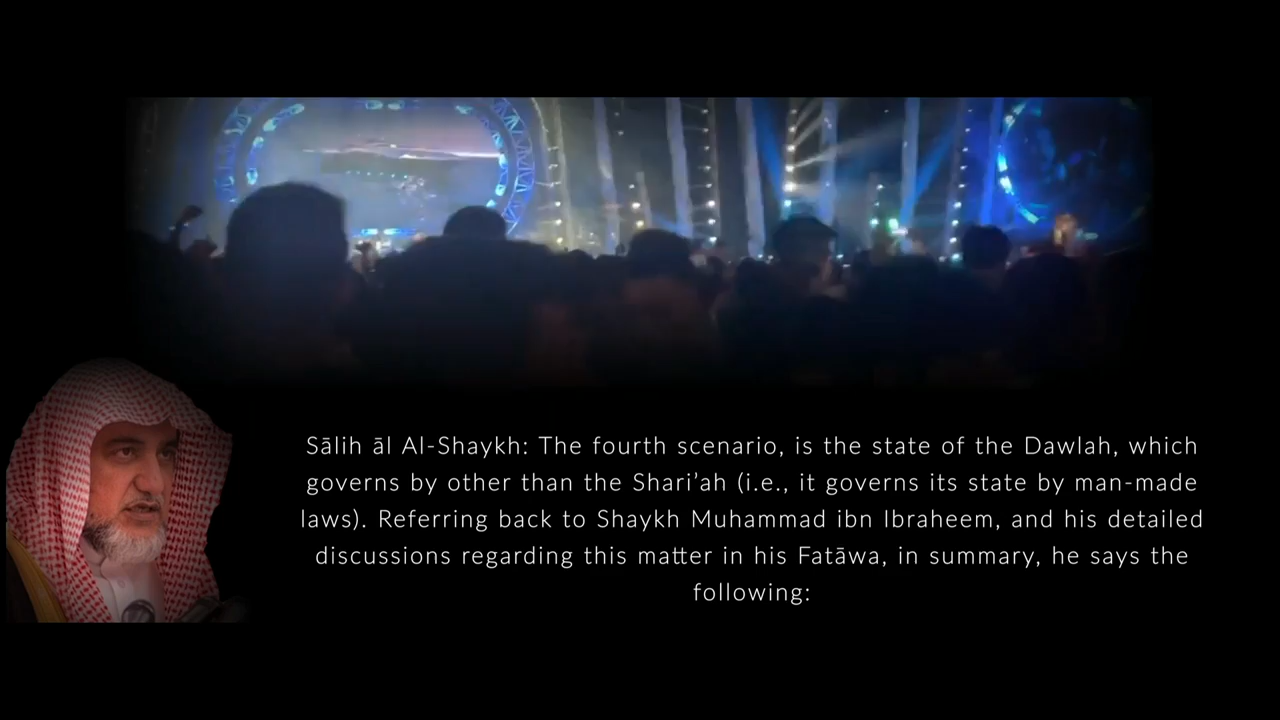 Sālih āl Al-Shaykh: The fourth scenario, is the state of the Dawlah, which
governs by other than the Shari’ah (i.e., it governs its state by man-made
laws). Referring back to Shaykh Muhammad ibn Ibraheem, and his detailed
discussions regarding this matter in his Fatāwa, in summary, he says the
following: